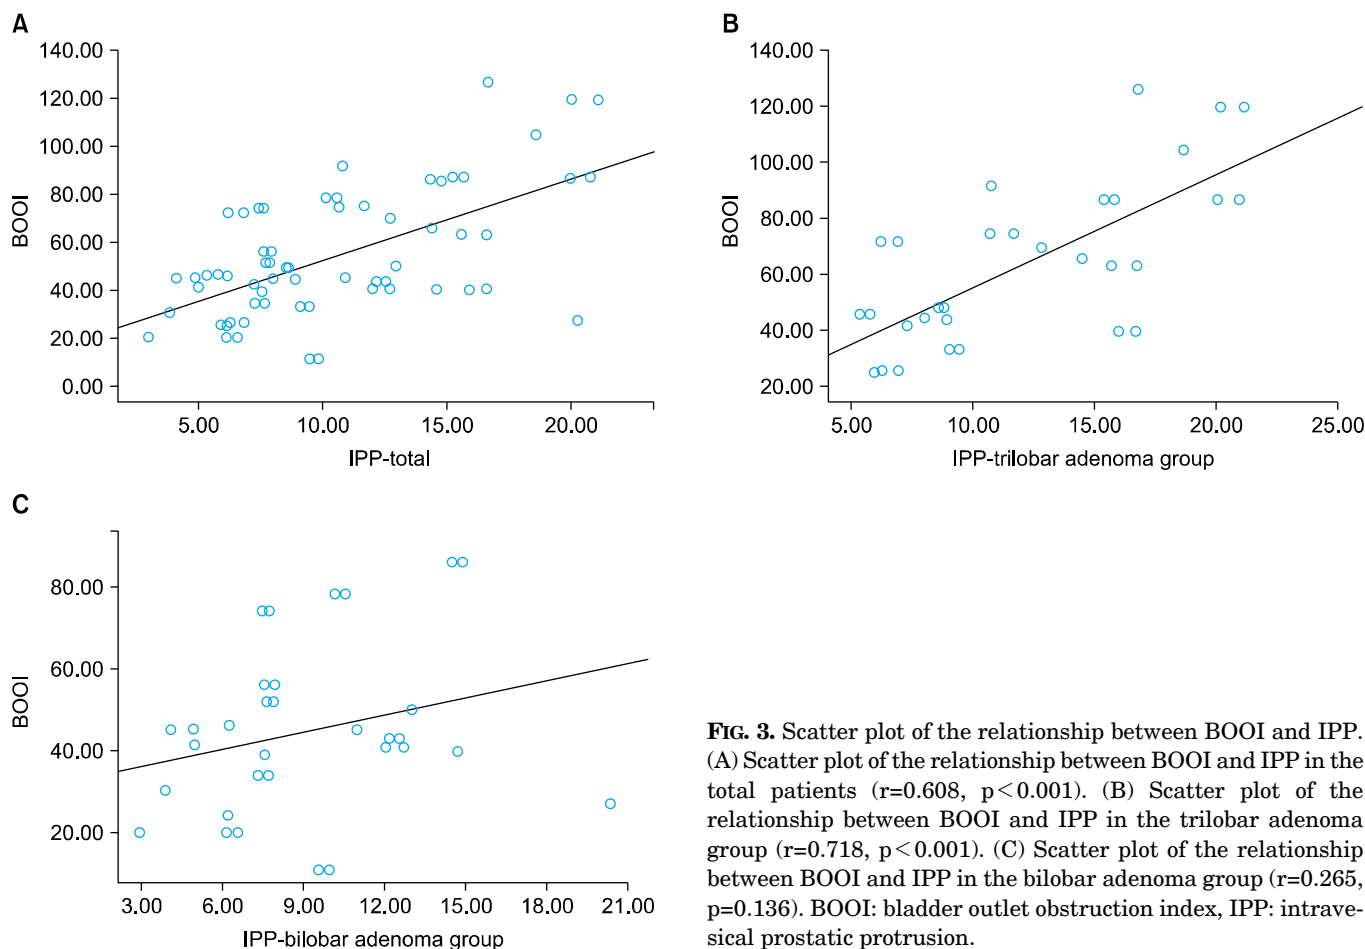 A
B
140.00
120.00
100.00
80.00
60.00
40.00
20.00
0.00
BOOI
5.00 10.00 15.00 20.00
IPP-total
140.00
120.00
100.00
80.00
60.00
40.00
20.00
BOOI
5.00 10.00 15.00 20.00 25.00
IPP-trilobar adenoma group
C
80.00
60.00
40.00
20.00
BOOI
3.00 6.00 9.00 12.00 15.00 18.00 21.00
IPP-bilobar adenoma group
FIG. 3. Scatter plot of the relationship between BOOI and IPP.
(A) Scatter plot of the relationship between BOOI and IPP in the
total patients (r=0.608, p<0.001). (B) Scatter plot of the
relationship between BOOI and IPP in the trilobar adenoma
group (r=0.718, p<0.001). (C) Scatter plot of the relationship
between BOOI and IPP in the bilobar adenoma group (r=0.265,
p=0.136). BOOI: bladder outlet obstruction index, IPP: intrave-
sical prostatic protrusion.